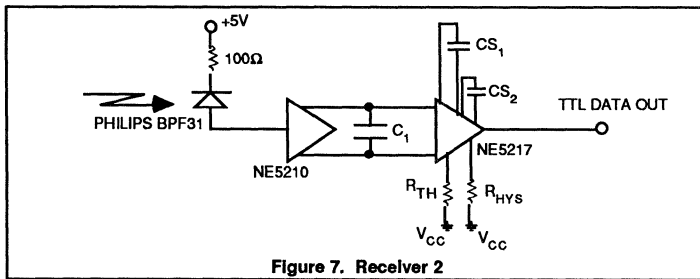 +5V
100Ω
CS1
CS2
PHILIPS BPF31
TTL DATA OUT
C1
NE5210
NE5217
RTH
RHYS
VCC
VCC
Figure 7. Receiver 2